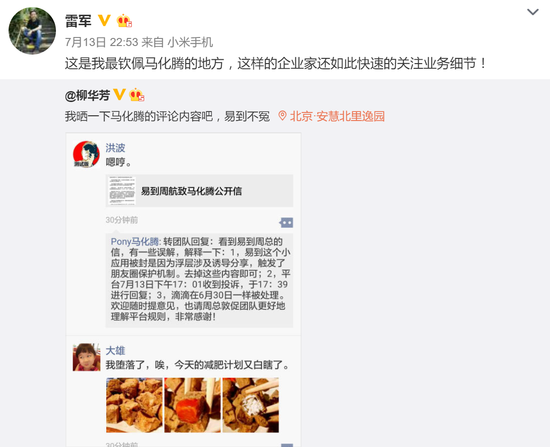 雷军
7月13日 22:53 来自 小米手机
这是我最钦佩马化腾的地方，这样的企业家还如此快速的关注业务细节！
@柳华芳
我晒一下马化腾的评论内容吧，易到不冤 北京·安慧北里逸园
洪波
嗯哼。
易到周航致马化腾公开信
30分钟前
Pony马化腾: 转团队回复：看到易到周总的
信，有一些误解，解释一下：1，易到这个小
应用被封是因为浮层涉及诱导分享，触发了
朋友圈保护机制。去掉这些内容即可；2，平
台7月13日下午17：01收到投诉，于17：39
进行回复；3，滴滴在6月30日一样被处理。
欢迎随时提意见，也请周总敦促团队更好地
理解平台规则，非常感谢！
大雄
我堕落了，唉，今天的减肥计划又白瞎了。
30分钟前